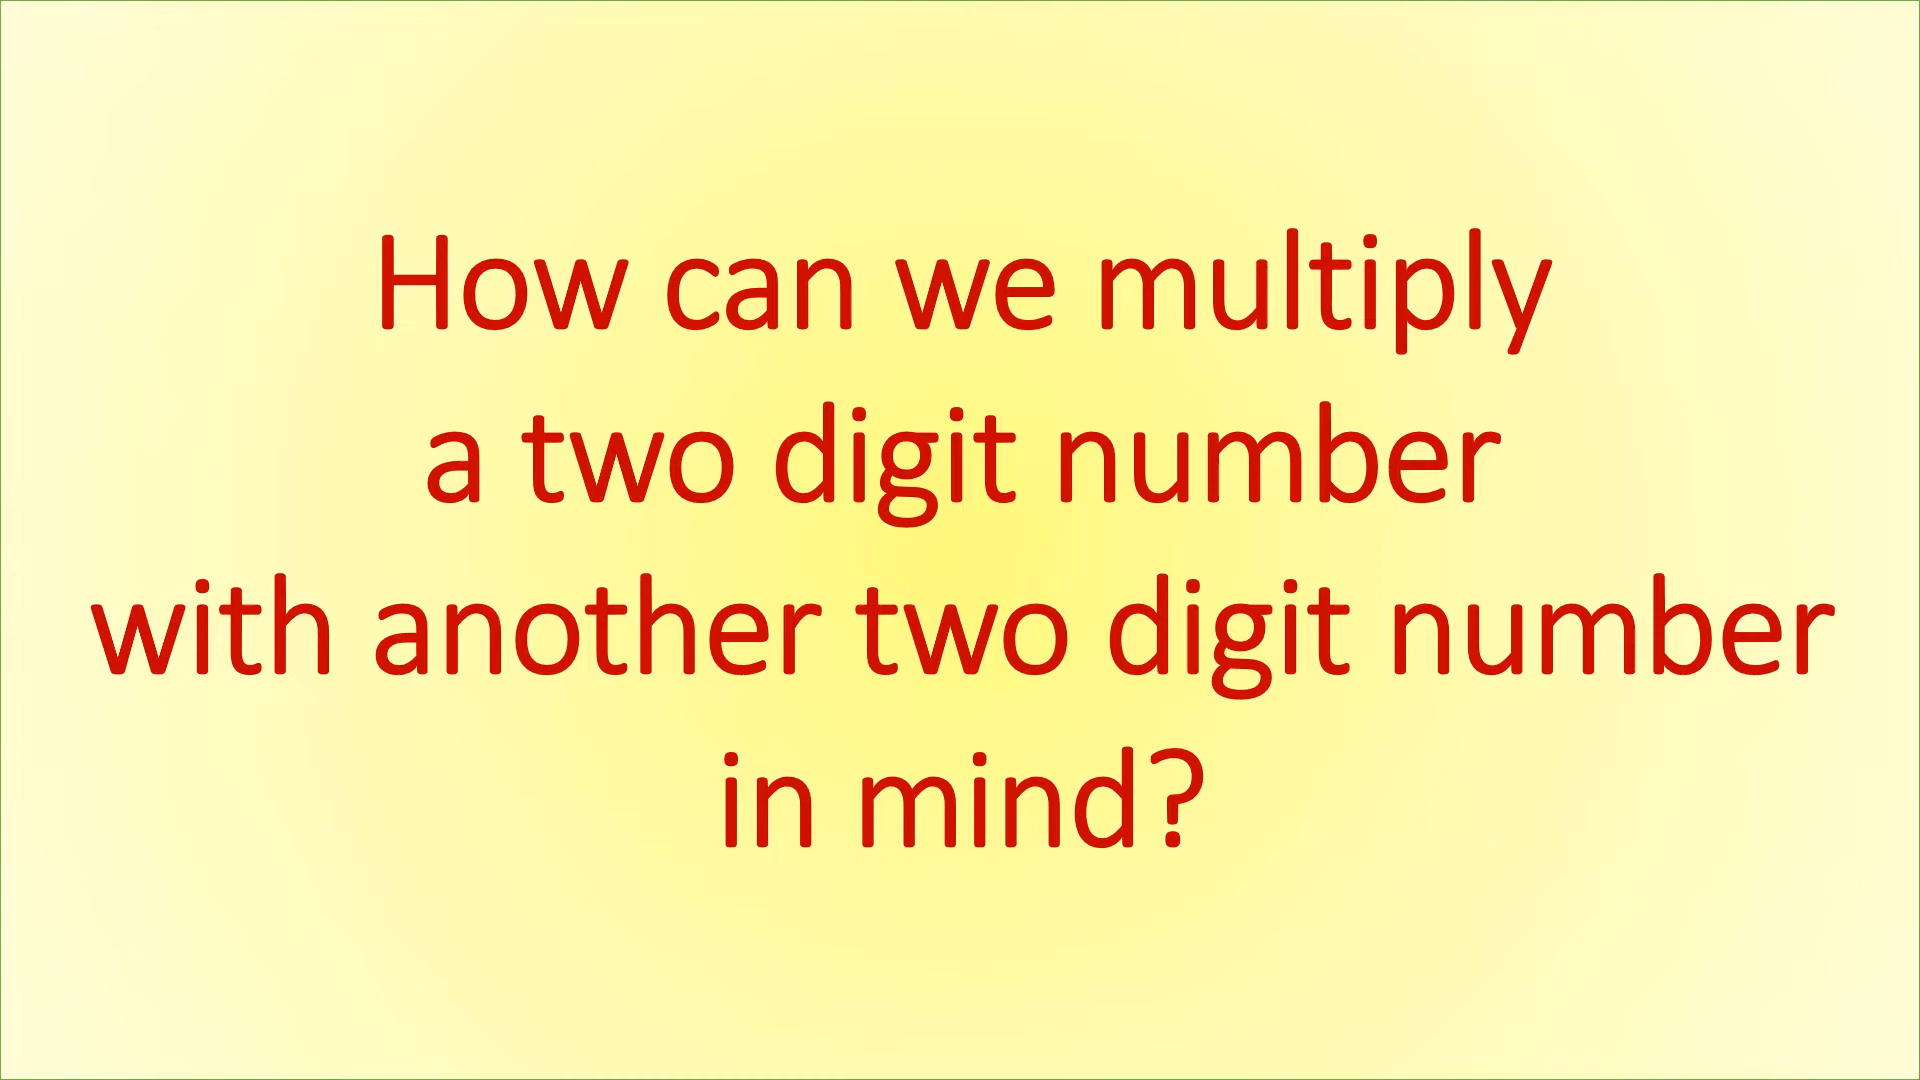 How can we multiply
a two digit number
with another two digit number
in mind?